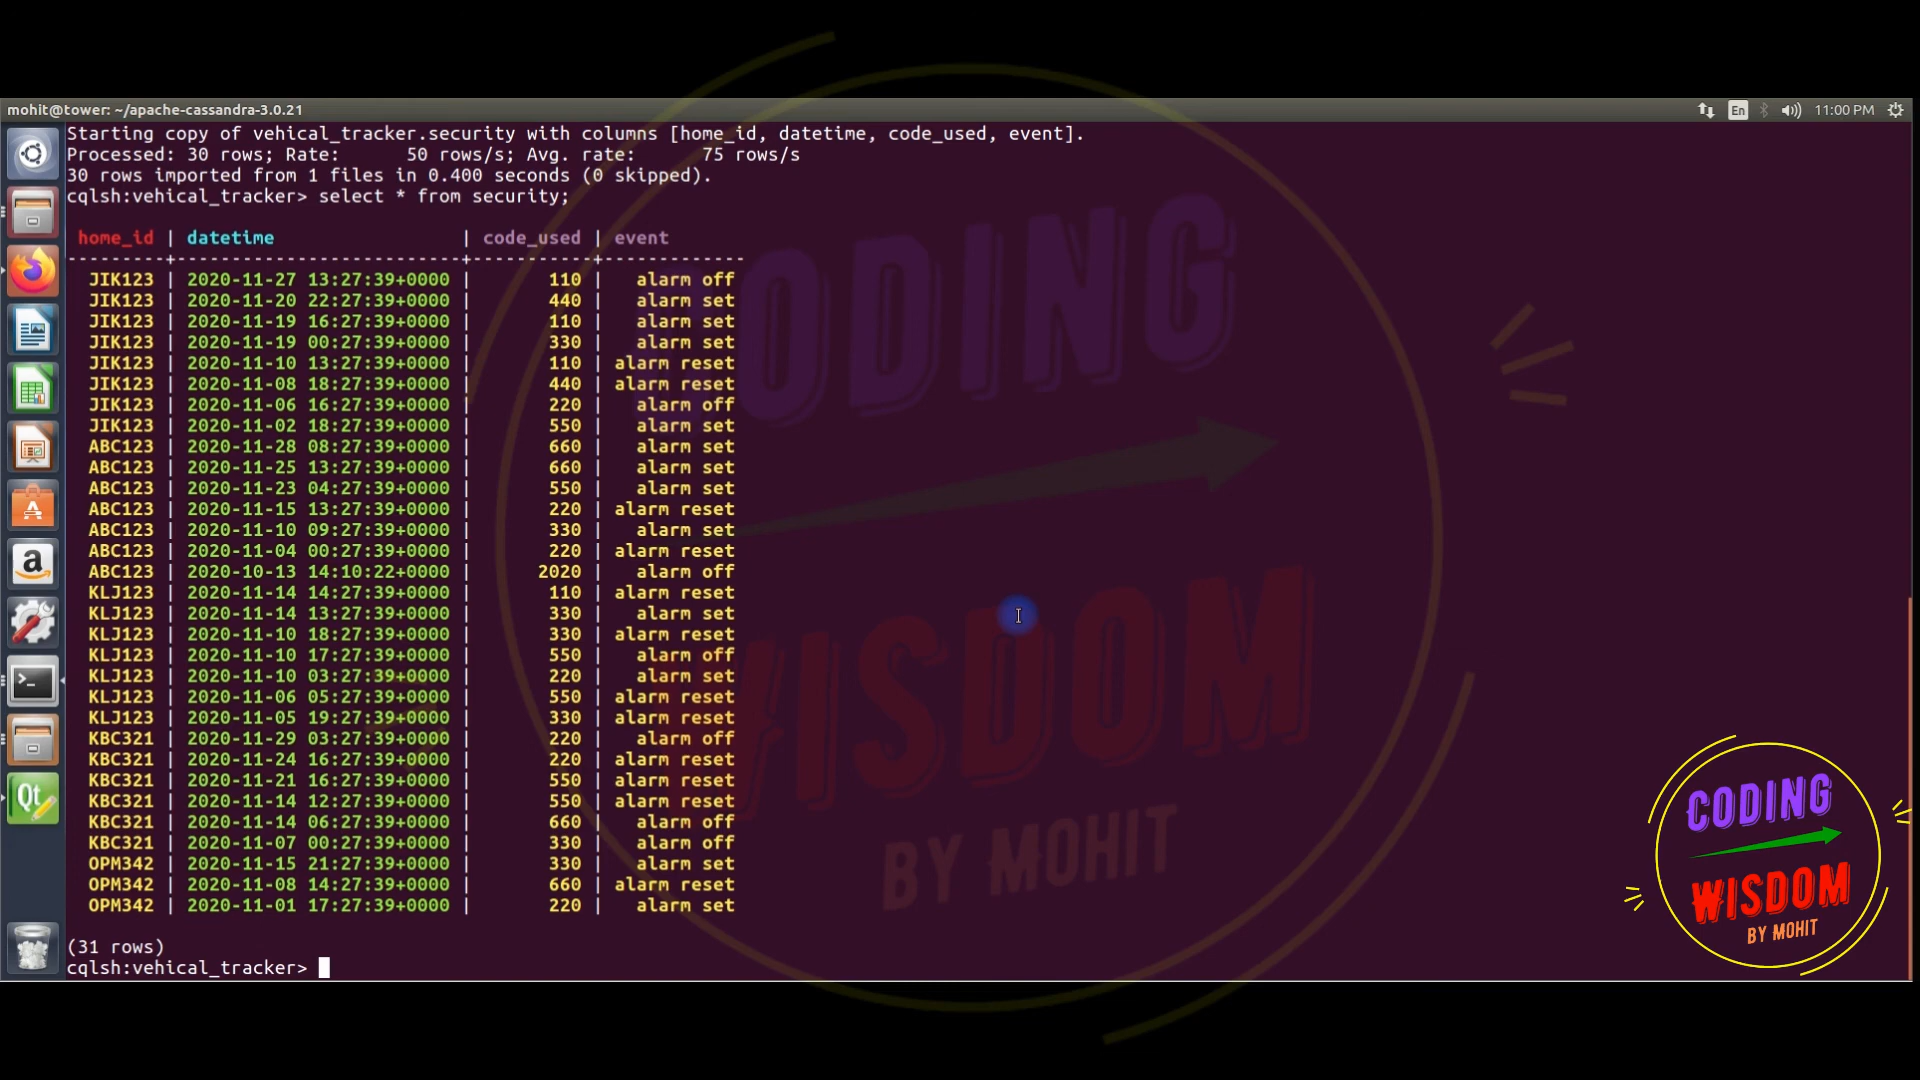 mohit@tower: ~/apache-cassandra-3.0.21
En
11:00 PM
Starting copy of vehical_tracker.security with columns [home_id, datetime, code_used, event].
Processed: 30 rows; Rate:      50 rows/s; Avg. rate:      75 rows/s
30 rows imported from 1 files in 0.400 seconds (0 skipped).
cqlsh:vehical_tracker> select * from security;
home_id | datetime                 | code_used | event
---------+--------------------------+-----------+-------------
JIK123 | 2020-11-27 13:27:39+0000 | 110 | alarm off
JIK123 | 2020-11-20 22:27:39+0000 | 440 | alarm set
JIK123 | 2020-11-19 16:27:39+0000 | 110 | alarm set
JIK123 | 2020-11-19 00:27:39+0000 | 330 | alarm set
JIK123 | 2020-11-10 13:27:39+0000 | 110 | alarm reset
JIK123 | 2020-11-08 18:27:39+0000 | 440 | alarm reset
JIK123 | 2020-11-06 16:27:39+0000 | 220 | alarm off
JIK123 | 2020-11-02 18:27:39+0000 | 550 | alarm set
ABC123 | 2020-11-28 08:27:39+0000 | 660 | alarm set
ABC123 | 2020-11-25 13:27:39+0000 | 660 | alarm set
ABC123 | 2020-11-23 04:27:39+0000 | 550 | alarm set
ABC123 | 2020-11-15 13:27:39+0000 | 220 | alarm reset
ABC123 | 2020-11-10 09:27:39+0000 | 330 | alarm set
ABC123 | 2020-11-04 00:27:39+0000 | 220 | alarm reset
ABC123 | 2020-10-13 14:10:22+0000 | 2020 | alarm off
KLJ123 | 2020-11-14 14:27:39+0000 | 110 | alarm reset
KLJ123 | 2020-11-14 13:27:39+0000 | 330 | alarm set
KLJ123 | 2020-11-10 18:27:39+0000 | 330 | alarm reset
KLJ123 | 2020-11-10 17:27:39+0000 | 550 | alarm off
KLJ123 | 2020-11-10 03:27:39+0000 | 220 | alarm set
KLJ123 | 2020-11-06 05:27:39+0000 | 550 | alarm reset
KLJ123 | 2020-11-05 19:27:39+0000 | 330 | alarm reset
KBC321 | 2020-11-29 03:27:39+0000 | 220 | alarm off
KBC321 | 2020-11-24 16:27:39+0000 | 220 | alarm reset
KBC321 | 2020-11-21 16:27:39+0000 | 550 | alarm reset
KBC321 | 2020-11-14 12:27:39+0000 | 550 | alarm reset
KBC321 | 2020-11-14 06:27:39+0000 | 660 | alarm off
KBC321 | 2020-11-07 00:27:39+0000 | 330 | alarm off
OPM342 | 2020-11-15 21:27:39+0000 | 330 | alarm set
OPM342 | 2020-11-08 14:27:39+0000 | 660 | alarm reset
OPM342 | 2020-11-01 17:27:39+0000 | 220 | alarm set
(31 rows)
cqlsh:vehical_tracker>
CODING
WISDOM
BY MOHIT
a
Qt
CODING
WISDOM
BY MOHIT